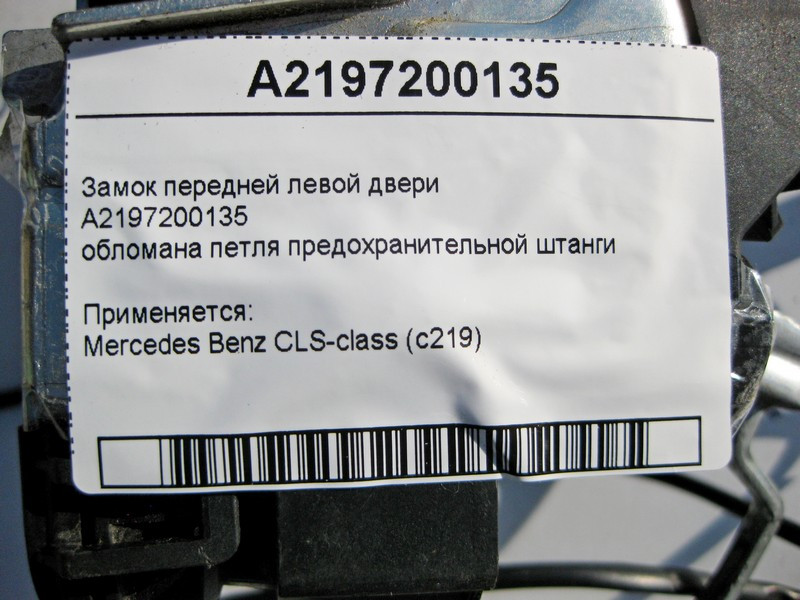 A2197200135
Замок передней левой двери
A2197200135
обломана петля предохранительной штанги
Применяется:
Mercedes Benz CLS-class (c219)